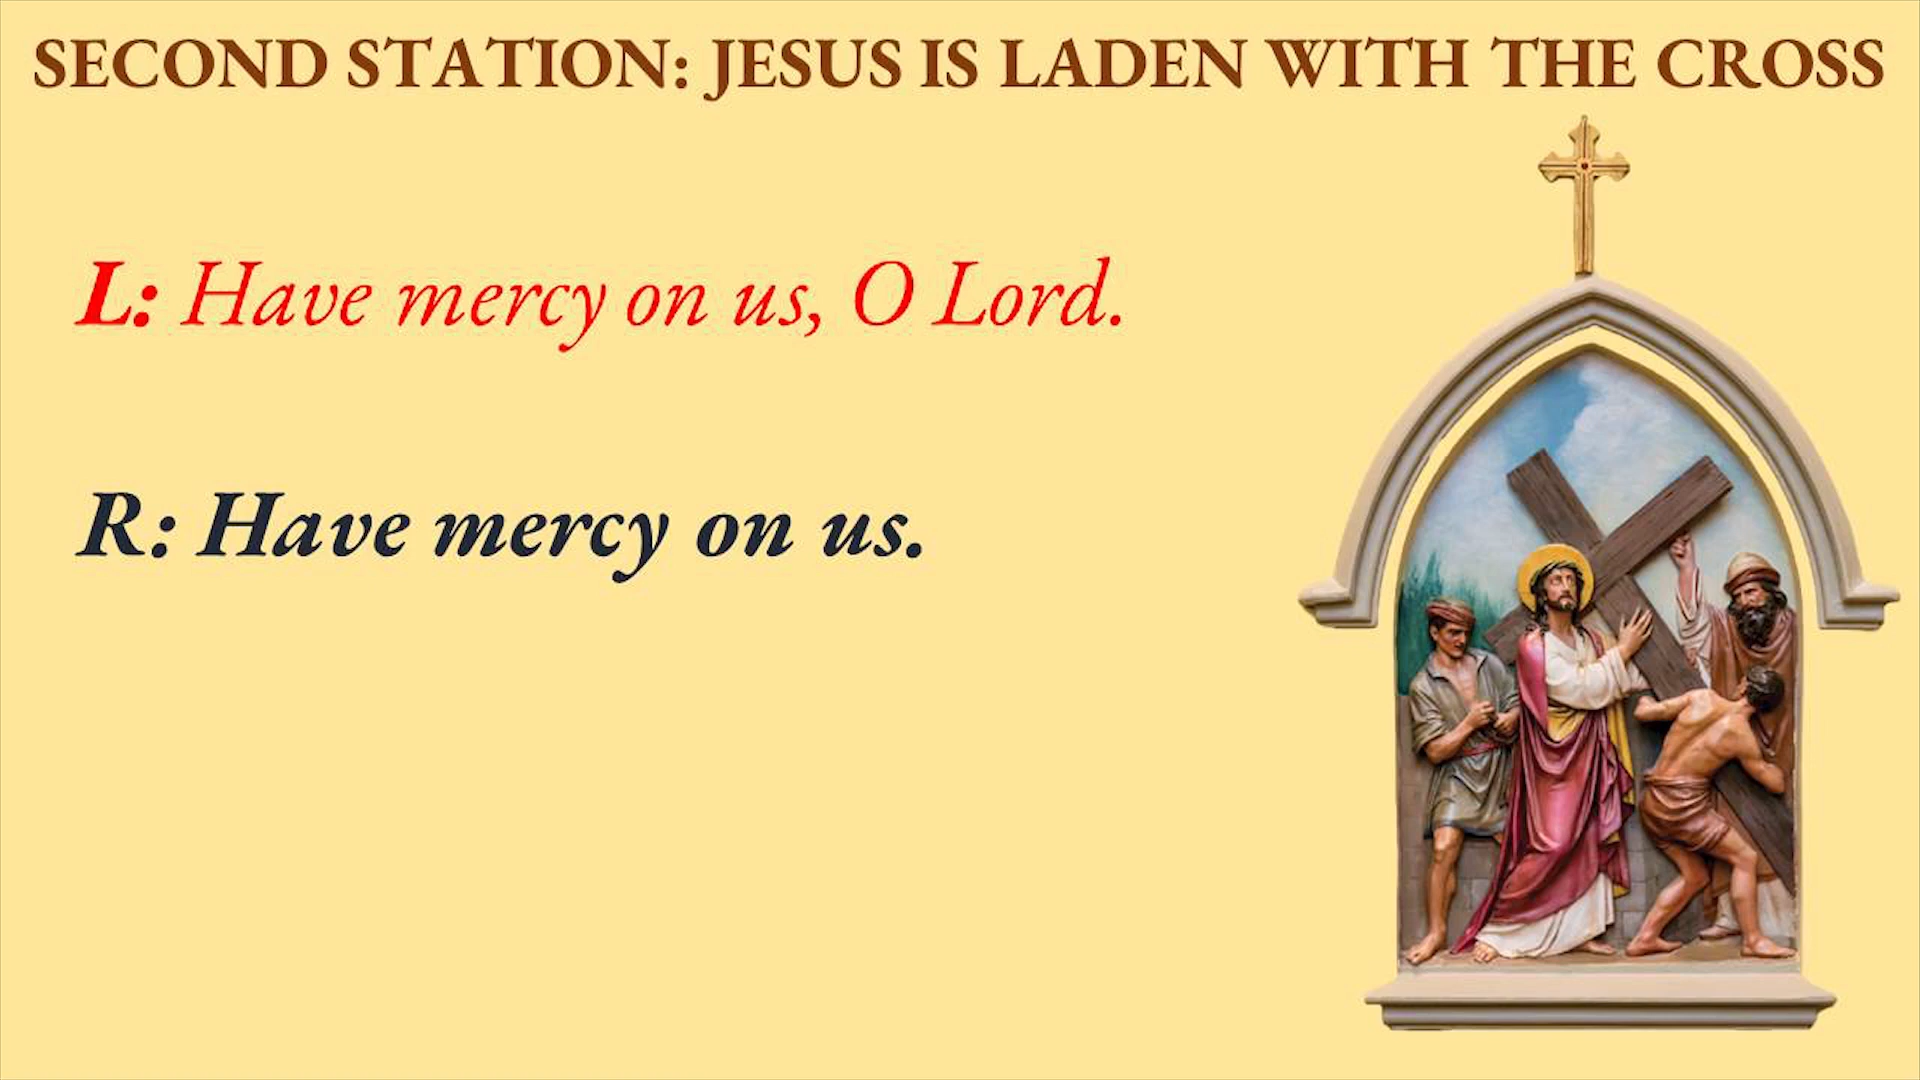 SECOND STATION: JESUS IS LADEN WITH THE CROSS
L: Have mercy on us, O Lord.
R: Have mercy on us.